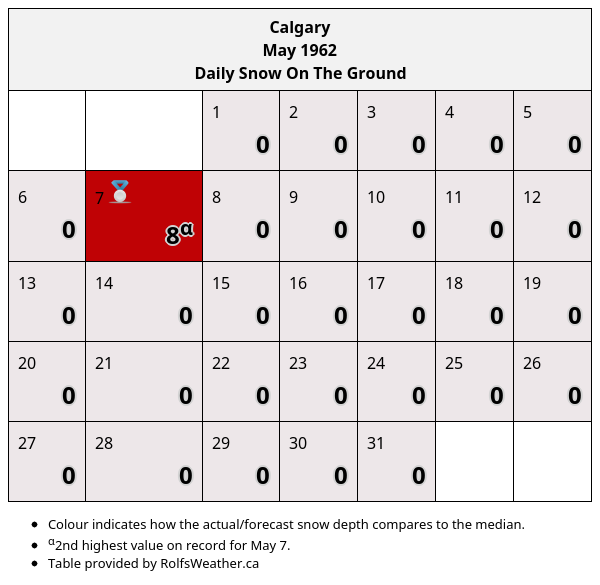 Calgary
May 1962
Daily Snow On The Ground
1 2 3 4 5
0 0 0 0 0
6 7 8 9 10 11 12
0 8ᵅ 0 0 0 0 0
13 14 15 16 17 18 19
0 0 0 0 0 0 0
20 21 22 23 24 25 26
0 0 0 0 0 0 0
27 28 29 30 31
0 0 0 0 0
Colour indicates how the actual/forecast snow depth compares to the median.
ᵅ2nd highest value on record for May 7.
Table provided by RolfsWeather.ca